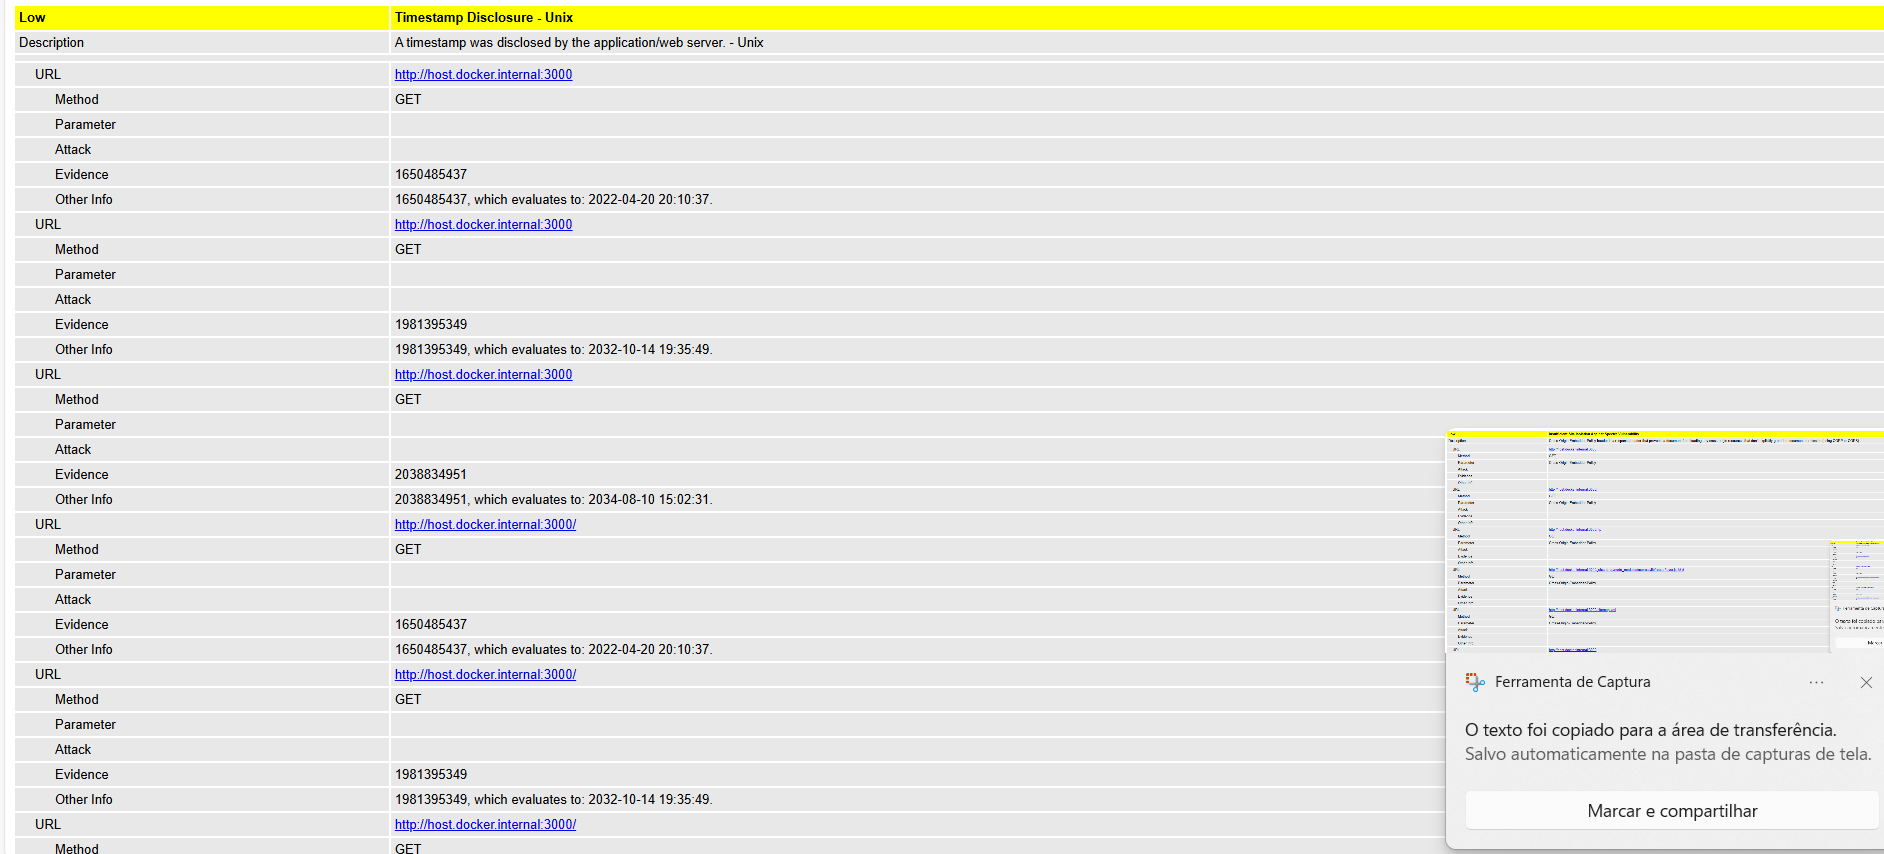 Low Timestamp Disclosure - Unix
Description A timestamp was disclosed by the application/web server. - Unix
URL http://host.docker.internal:3000
Method GET
Parameter
Attack
Evidence 1650485437
Other Info 1650485437, which evaluates to: 2022-04-20 20:10:37.
URL http://host.docker.internal:3000
Method GET
Parameter
Attack
Evidence 1981395349
Other Info 1981395349, which evaluates to: 2032-10-14 19:35:49.
URL http://host.docker.internal:3000
Method GET
Parameter
Attack
Evidence 2038834951
Other Info 2038834951, which evaluates to: 2034-08-10 15:02:31.
URL http://host.docker.internal:3000/
Method GET
Parameter
Attack
Evidence 1650485437
Other Info 1650485437, which evaluates to: 2022-04-20 20:10:37.
URL http://host.docker.internal:3000/
Method GET
Parameter
Attack
Evidence 1981395349
Other Info 1981395349, which evaluates to: 2032-10-14 19:35:49.
URL http://host.docker.internal:3000/
Method GET
Ferramenta de Captura
O texto foi copiado para a área de transferência.
Salvo automaticamente na pasta de capturas de tela.
Marcar e compartilhar